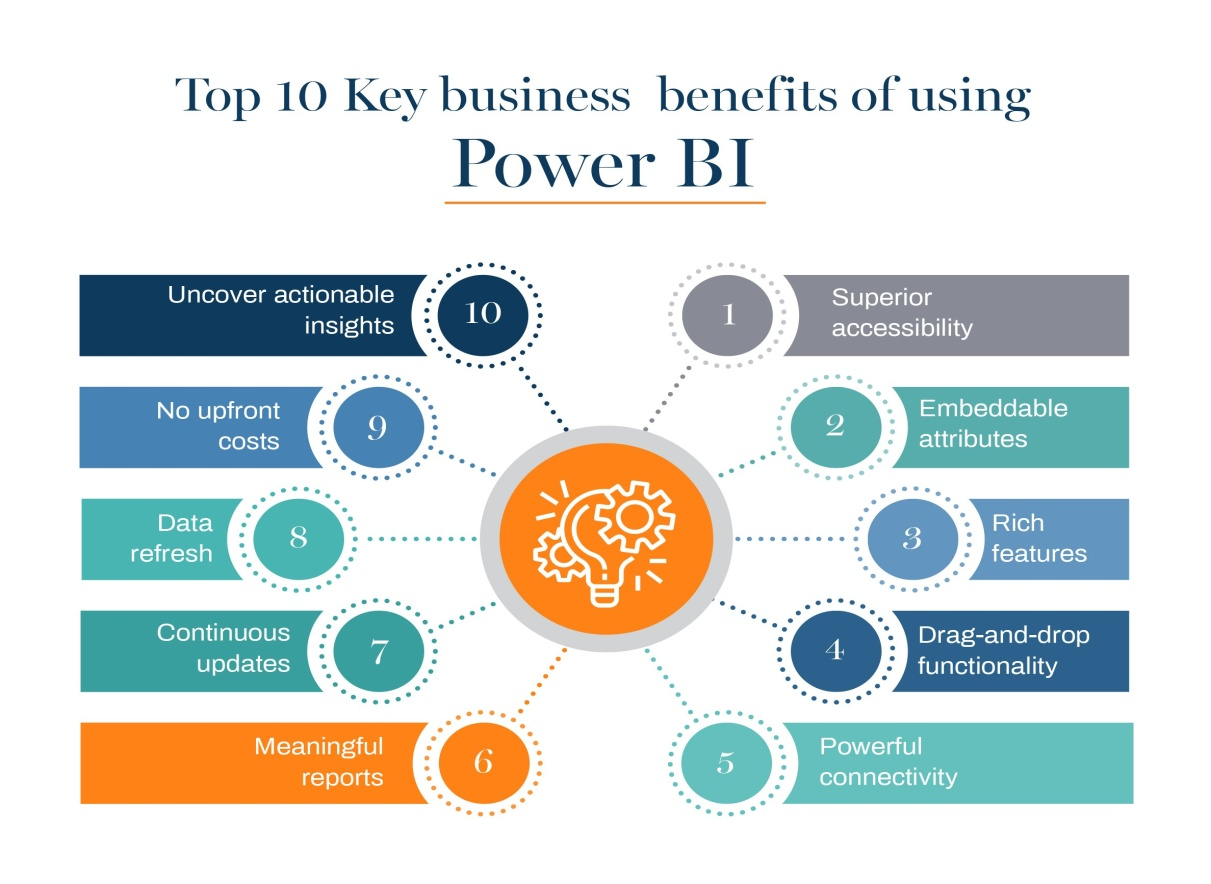 Top 10 Key business benefits of using
Power BI
1
Superior
accessibility
2
Embeddable
attributes
3
Rich
features
4
Drag-and-drop
functionality
5
Powerful
connectivity
6
Meaningful
reports
7
Continuous
updates
8
Data
refresh
9
No upfront
costs
10
Uncover actionable
insights